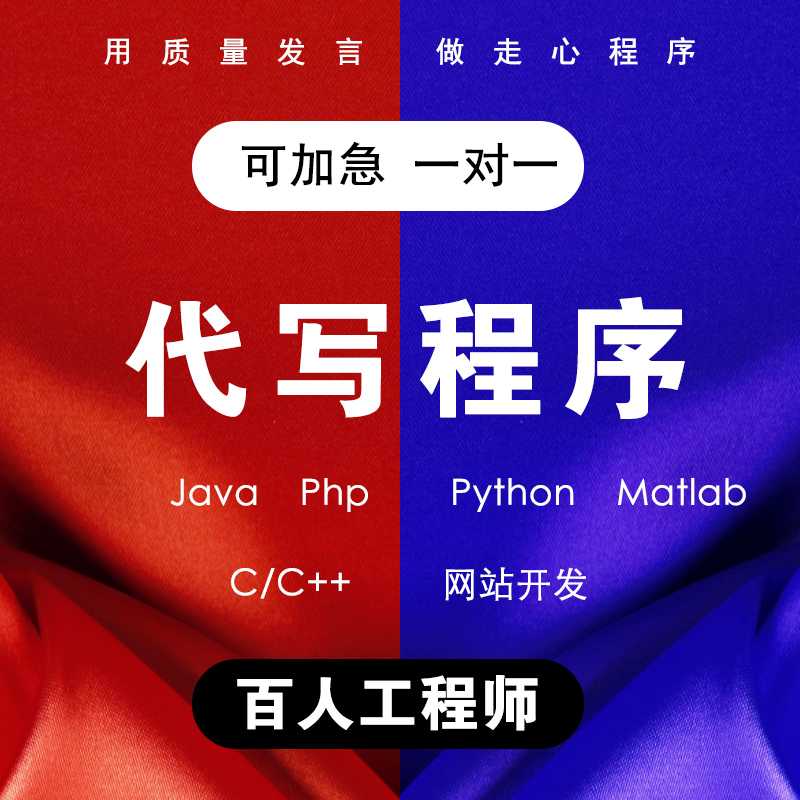 用质量发言 做走心程序
可加急 一对一
代写程序
Java Php Python Matlab
C/C++ 网站开发
百人工程师